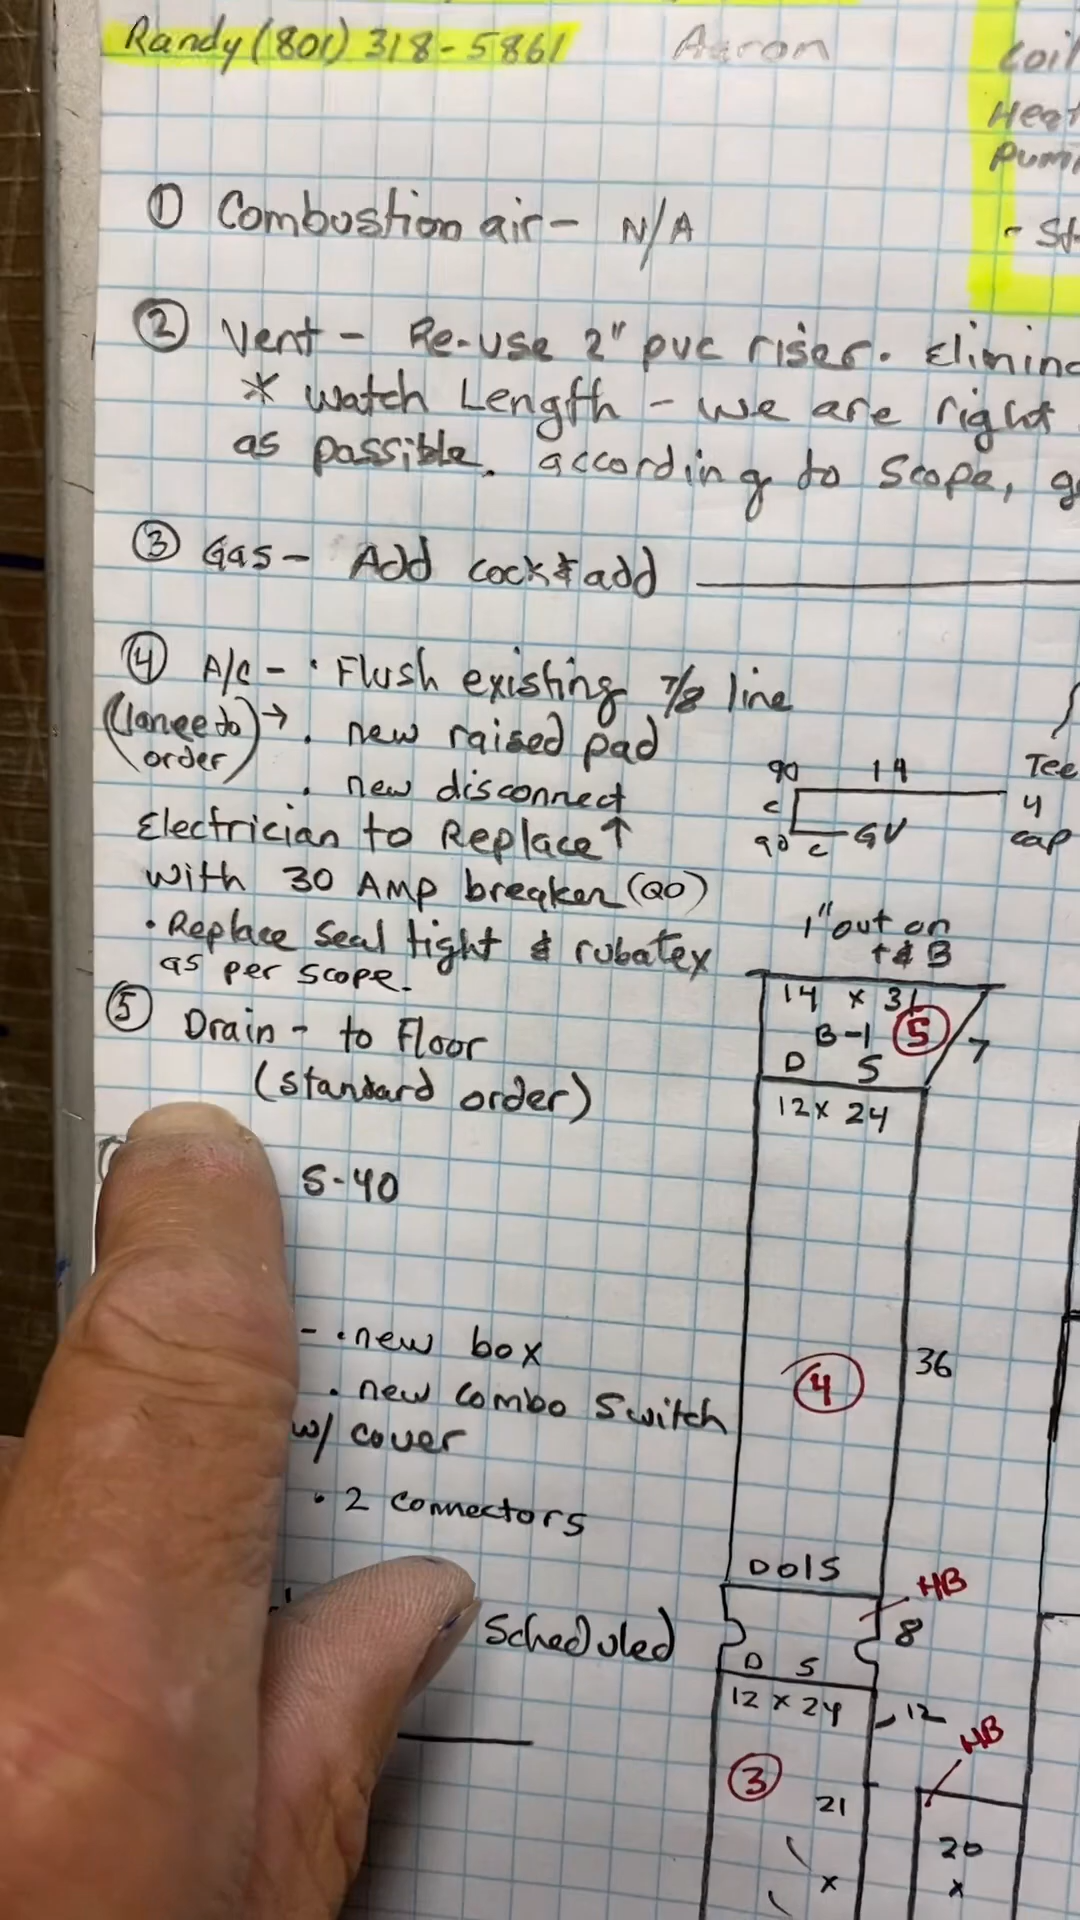 Randy (801) 318-5861
Aaron
Coil
Heat
Pump
① Combustion air - N/A
② Vent - Re-use 2" pvc riser. Elimina
* watch Length - we are right
as possible. according to Scope, g
③ Gas - Add cock & add
④ A/C - • Flush existing 7/8 line
(lance to order) → • new raised pad
• new disconnect
Electrician to Replace ↑
with 30 Amp breaker (QO)
• Replace Seal tight & rubatex
as per scope.
⑤ Drain - to Floor
(standard order)
S-40
- • new box
• new combo Switch
w/ cover
• 2 connectors
Scheduled
90 14 Tee
C 4
90 C GV cap
1" out on
t & B
14 x 31
B-1 ⑤ 7
D S
12 x 24
④ 36
DOIS
HB
8
D S
12 x 24
12
HB
③
21
x
20
x